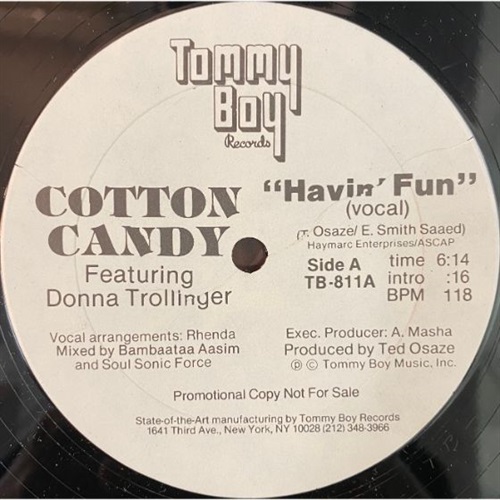 Tommy
Boy
Records
COTTON
CANDY
Featuring
Donna Trollinger
"Havin' Fun"
(vocal)
(T. Osaze/ E. Smith Saaed)
Haymarc Enterprises/ASCAP
Side A
TB-811A
time 6:14
intro :16
BPM 118
Vocal arrangements: Rhenda
Mixed by Bambaataa Aasim
and Soul Sonic Force
Exec. Producer: A. Masha
Produced by Ted Osaze
℗ © Tommy Boy Music, Inc.
Promotional Copy Not For Sale
State-of-the-Art manufacturing by Tommy Boy Records
1641 Third Ave., New York, NY 10028 (212) 348-3966